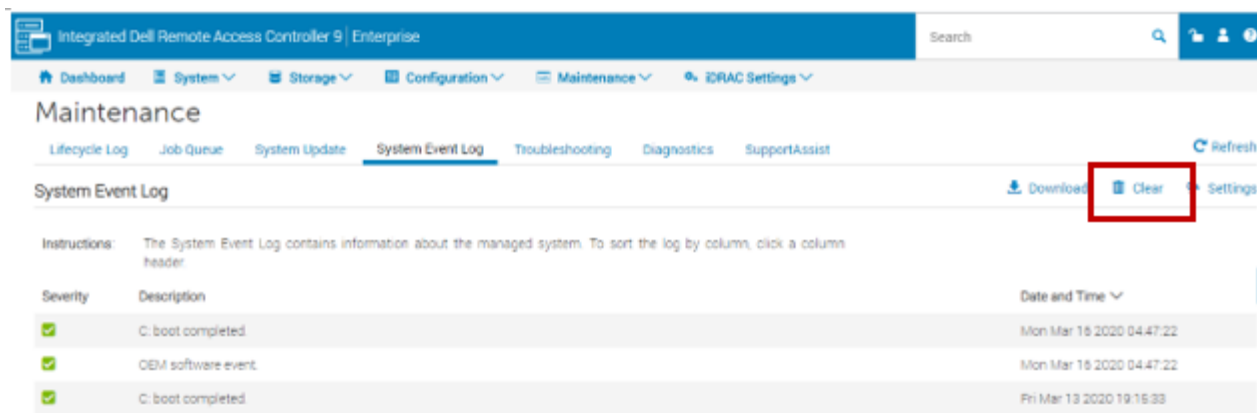 Integrated Dell Remote Access Controller 9 | Enterprise
Search
Dashboard System Storage Configuration Maintenance iDRAC Settings
Maintenance
Lifecycle Log Job Queue System Update System Event Log Troubleshooting Diagnostics SupportAssist
Refresh
System Event Log
Download Clear Settings
Instructions: The System Event Log contains information about the managed system. To sort the log by column, click a column
header.
Severity Description Date and Time
C: boot completed. Mon Mar 16 2020 04:47:22
OEM software event. Mon Mar 16 2020 04:47:22
C: boot completed. Fri Mar 13 2020 19:15:33